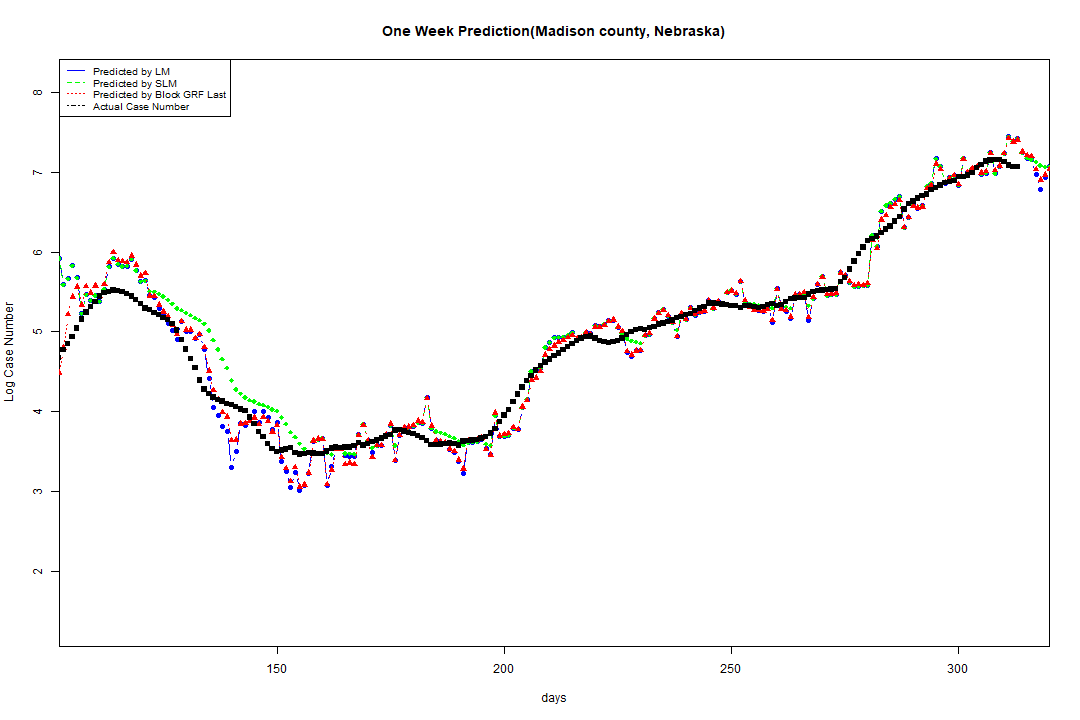 One Week Prediction(Madison county, Nebraska)
Predicted by LM
Predicted by SLM
Predicted by Block GRF Last
Actual Case Number
8
7
6
5
4
3
2
Log Case Number
150 200 250 300
days